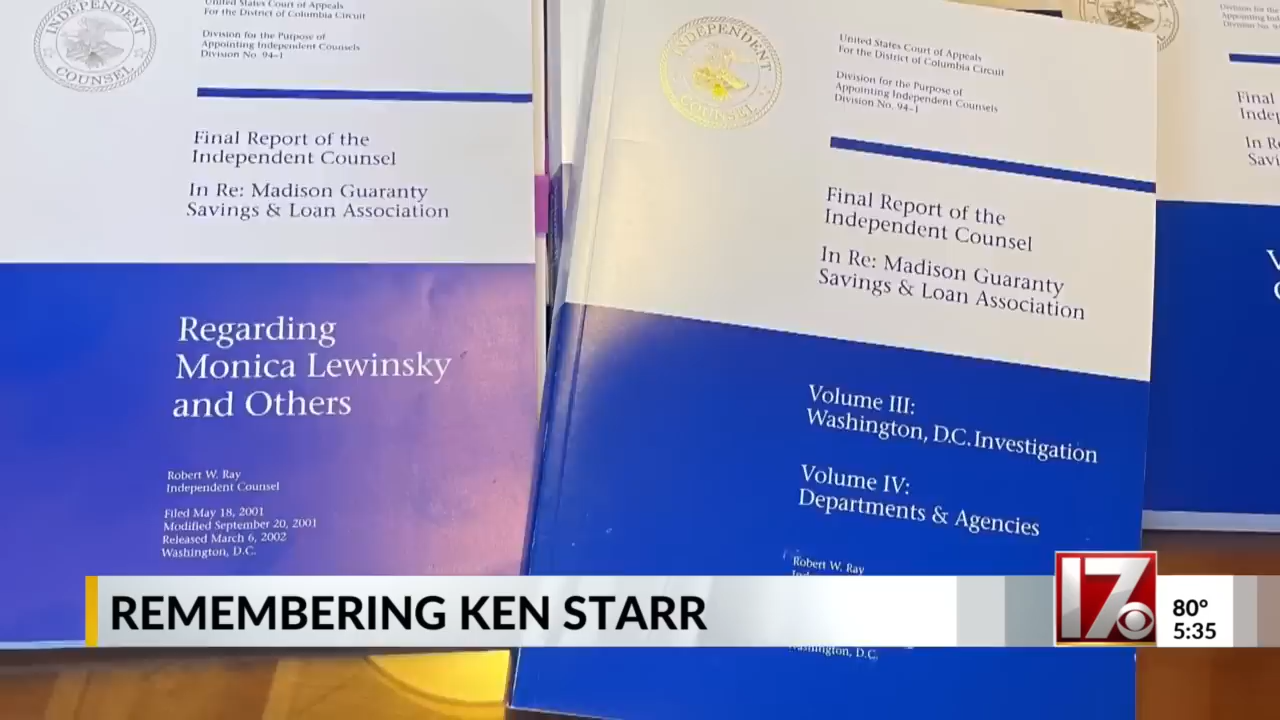 INDEPENDENT
COUNSEL
United States Court of Appeals
For the District of Columbia Circuit
Division for the Purpose of
Appointing Independent Counsels
Division No. 94-1
Final Report of the
Independent Counsel
In Re: Madison Guaranty
Savings & Loan Association
Regarding
Monica Lewinsky
and Others
Robert W. Ray
Independent Counsel
Filed May 18, 2001
Modified September 20, 2001
Released March 6, 2002
Washington, D.C.
INDEPENDENT
COUNSEL
United States Court of Appeals
For the District of Columbia Circuit
Division for the Purpose of
Appointing Independent Counsels
Division No. 94-1
Final Report of the
Independent Counsel
In Re: Madison Guaranty
Savings & Loan Association
Volume III:
Washington, D.C. Investigation
Volume IV:
Departments & Agencies
Robert W. Ray
Washington, D.C.
Final
Indep
In R
Savi
REMEMBERING KEN STARR
17
80°
5:35